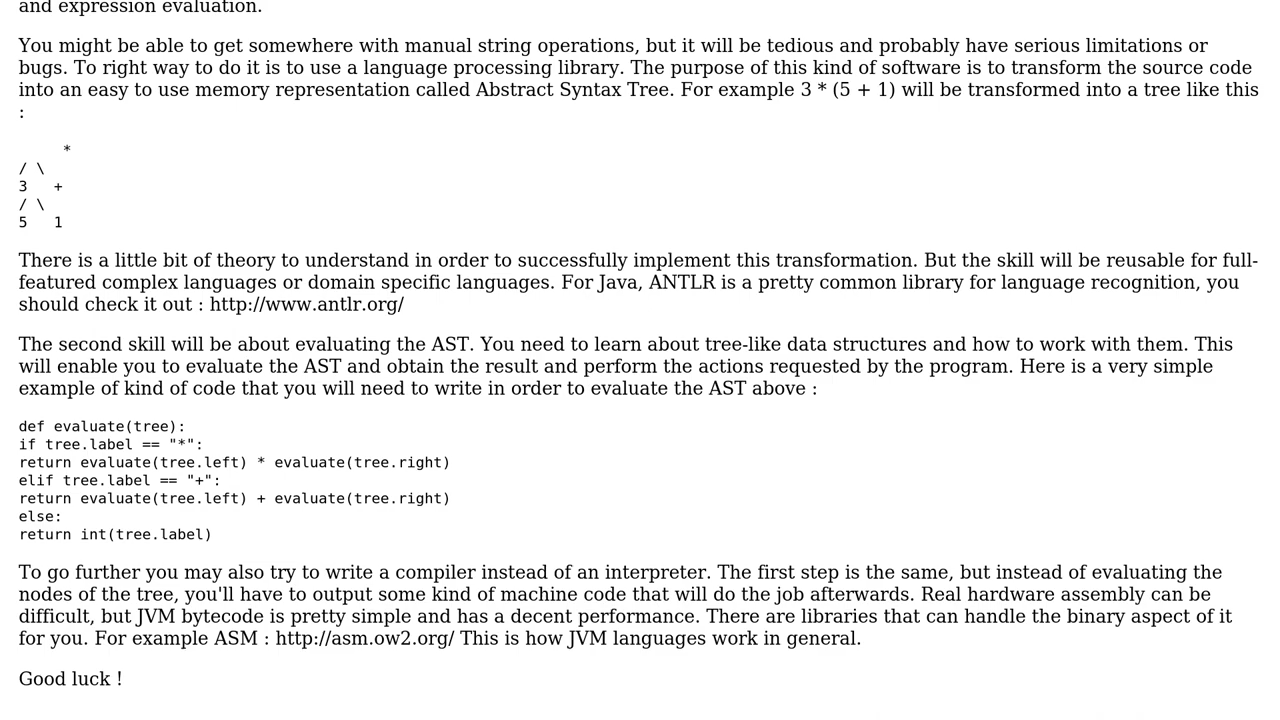 and expression evaluation.
You might be able to get somewhere with manual string operations, but it will be tedious and probably have serious limitations or
bugs. To right way to do it is to use a language processing library. The purpose of this kind of software is to transform the source code
into an easy to use memory representation called Abstract Syntax Tree. For example 3 * (5 + 1) will be transformed into a tree like this
:
     *
/ \
3   +
/ \
5   1
There is a little bit of theory to understand in order to successfully implement this transformation. But the skill will be reusable for full-
featured complex languages or domain specific languages. For Java, ANTLR is a pretty common library for language recognition, you
should check it out : http://www.antlr.org/
The second skill will be about evaluating the AST. You need to learn about tree-like data structures and how to work with them. This
will enable you to evaluate the AST and obtain the result and perform the actions requested by the program. Here is a very simple
example of kind of code that you will need to write in order to evaluate the AST above :
def evaluate(tree):
if tree.label == "*":
return evaluate(tree.left) * evaluate(tree.right)
elif tree.label == "+":
return evaluate(tree.left) + evaluate(tree.right)
else:
return int(tree.label)
To go further you may also try to write a compiler instead of an interpreter. The first step is the same, but instead of evaluating the
nodes of the tree, you'll have to output some kind of machine code that will do the job afterwards. Real hardware assembly can be
difficult, but JVM bytecode is pretty simple and has a decent performance. There are libraries that can handle the binary aspect of it
for you. For example ASM : http://asm.ow2.org/ This is how JVM languages work in general.
Good luck !